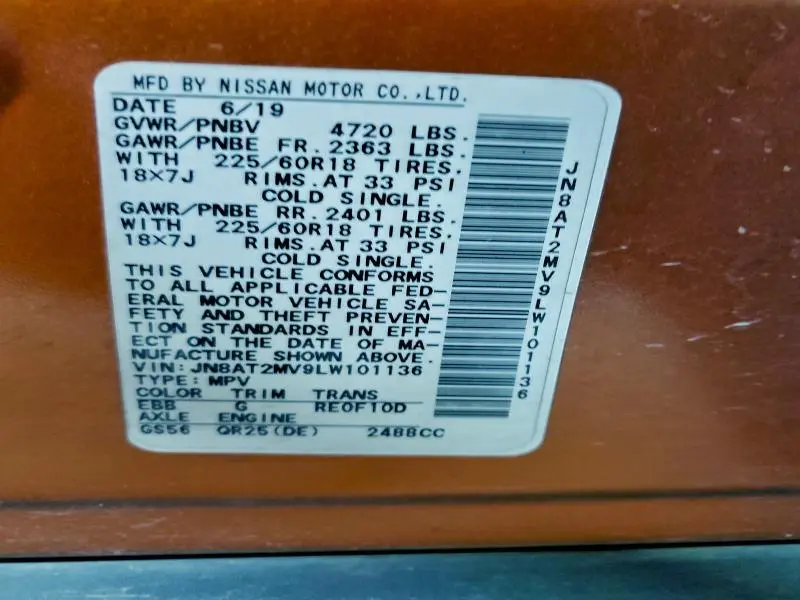 MFD BY NISSAN MOTOR CO.,LTD.
DATE 6/19
GVWR/PNBV 4720 LBS.
GAWR/PNBE FR. 2363 LBS.
WITH 225/60R18 TIRES.
18X7J RIMS.AT 33 PSI
COLD SINGLE.
GAWR/PNBE RR. 2401 LBS.
WITH 225/60R18 TIRES.
18X7J RIMS.AT 33 PSI
COLD SINGLE.
THIS VEHICLE CONFORMS
TO ALL APPLICABLE FED-
ERAL MOTOR VEHICLE SA-
FETY AND THEFT PREVEN-
TION STANDARDS IN EFF-
ECT ON THE DATE OF MA-
NUFACTURE SHOWN ABOVE.
VIN: JN8AT2MV9LW101136
TYPE: MPV
COLOR TRIM TRANS
EBB G RE0F10D
AXLE ENGINE
GS56 QR25(DE) 2488CC
JN8AT2MV9LW101136